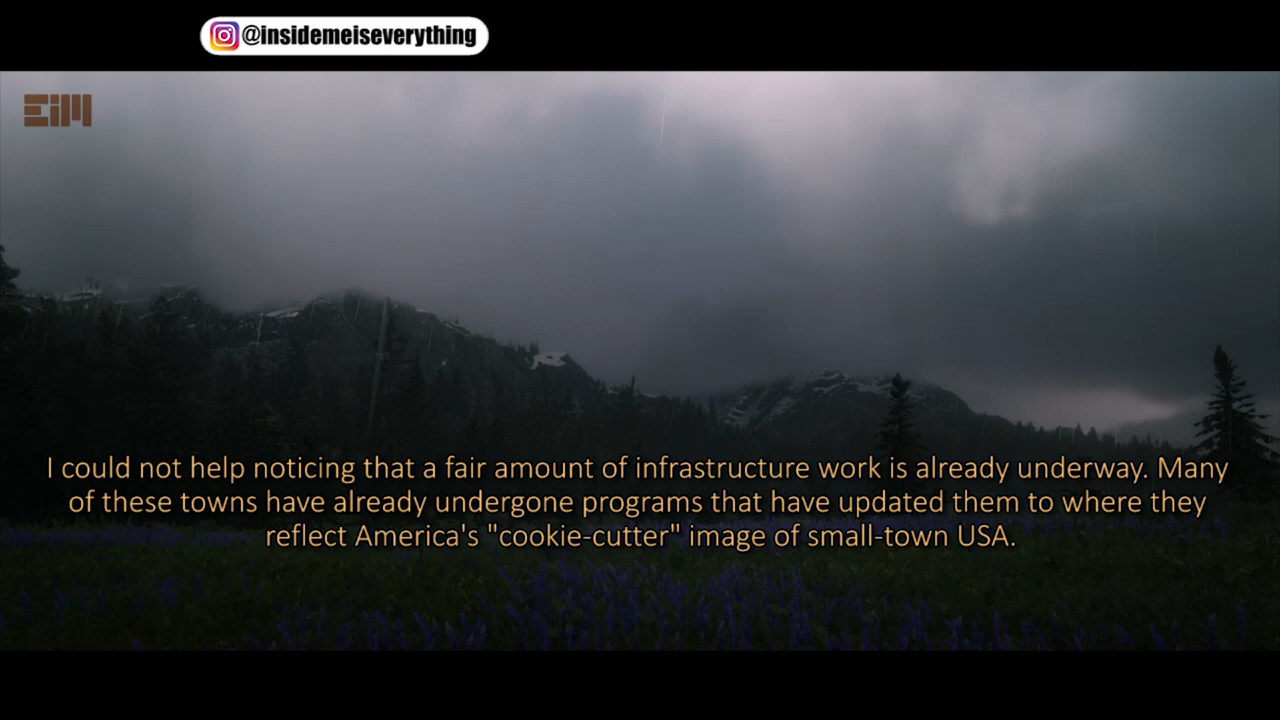 @insidemeiseverything
EiM
I could not help noticing that a fair amount of infrastructure work is already underway. Many
of these towns have already undergone programs that have updated them to where they
reflect America's "cookie-cutter" image of small-town USA.